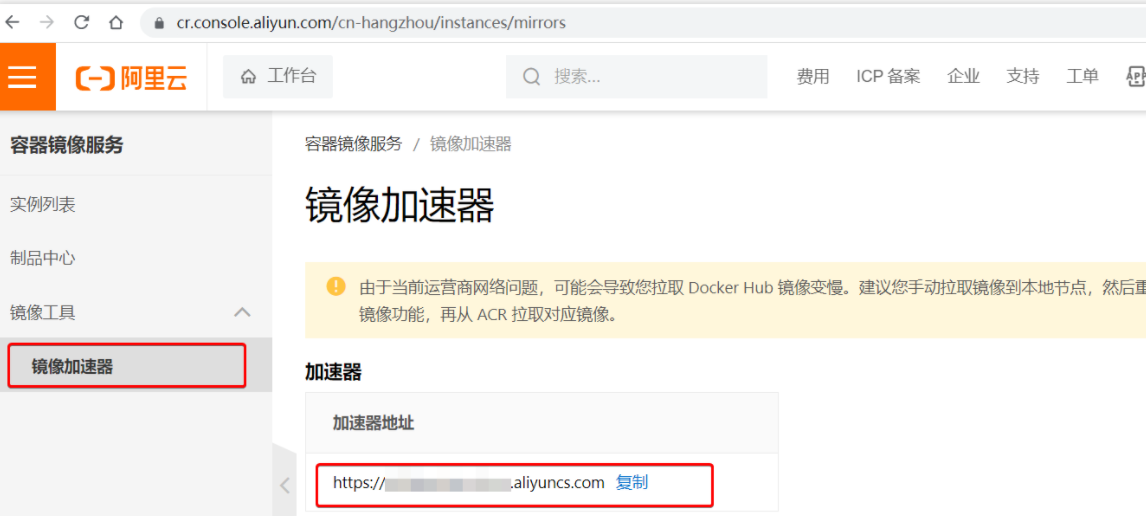 cr.console.aliyun.com/cn-hangzhou/instances/mirrors
阿里云 工作台 搜索... 费用 ICP 备案 企业 支持 工单
容器镜像服务
容器镜像服务 / 镜像加速器
实例列表
镜像加速器
制品中心
由于当前运营商网络问题，可能会导致您拉取 Docker Hub 镜像变慢。建议您手动拉取镜像到本地节点，然后重
镜像工具
镜像功能，再从 ACR 拉取对应镜像。
镜像加速器
加速器
加速器地址
https:// .aliyuncs.com 复制